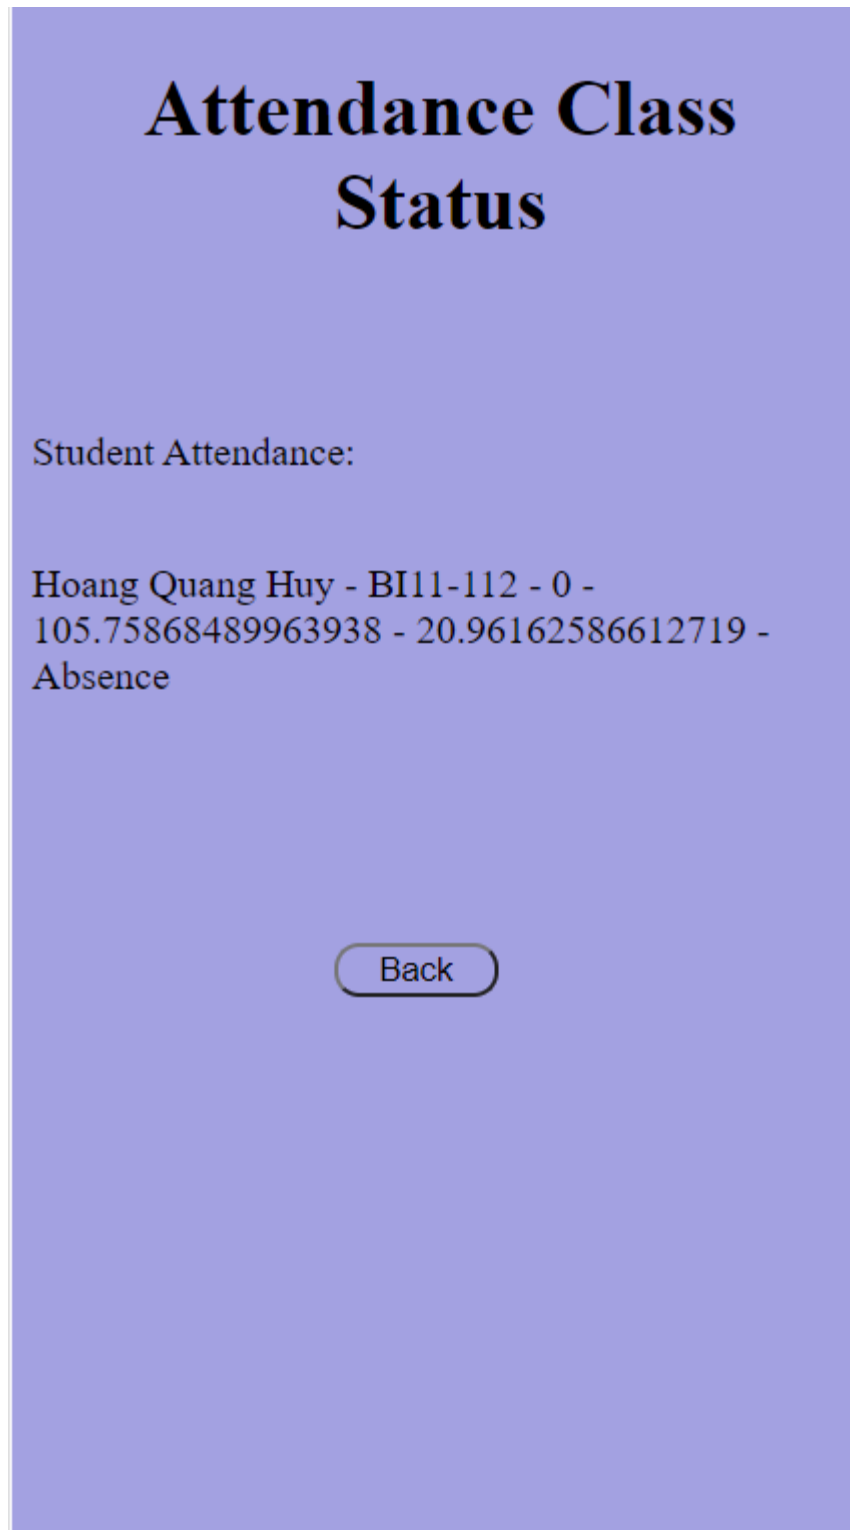 Attendance Class
Status
Student Attendance:
Hoang Quang Huy - BI11-112 - 0 -
105.75868489963938 - 20.96162586612719 -
Absence
Back